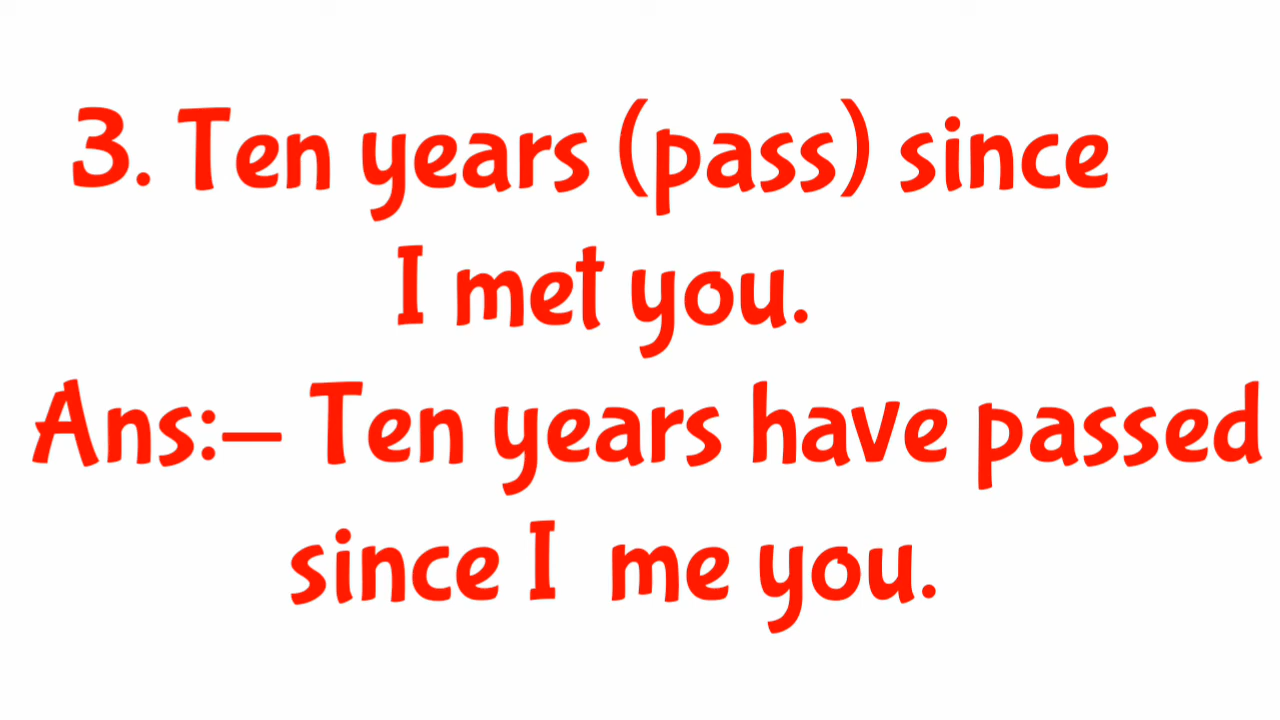 3. Ten years (pass) since
I met you.
Ans:– Ten years have passed
since I me you.